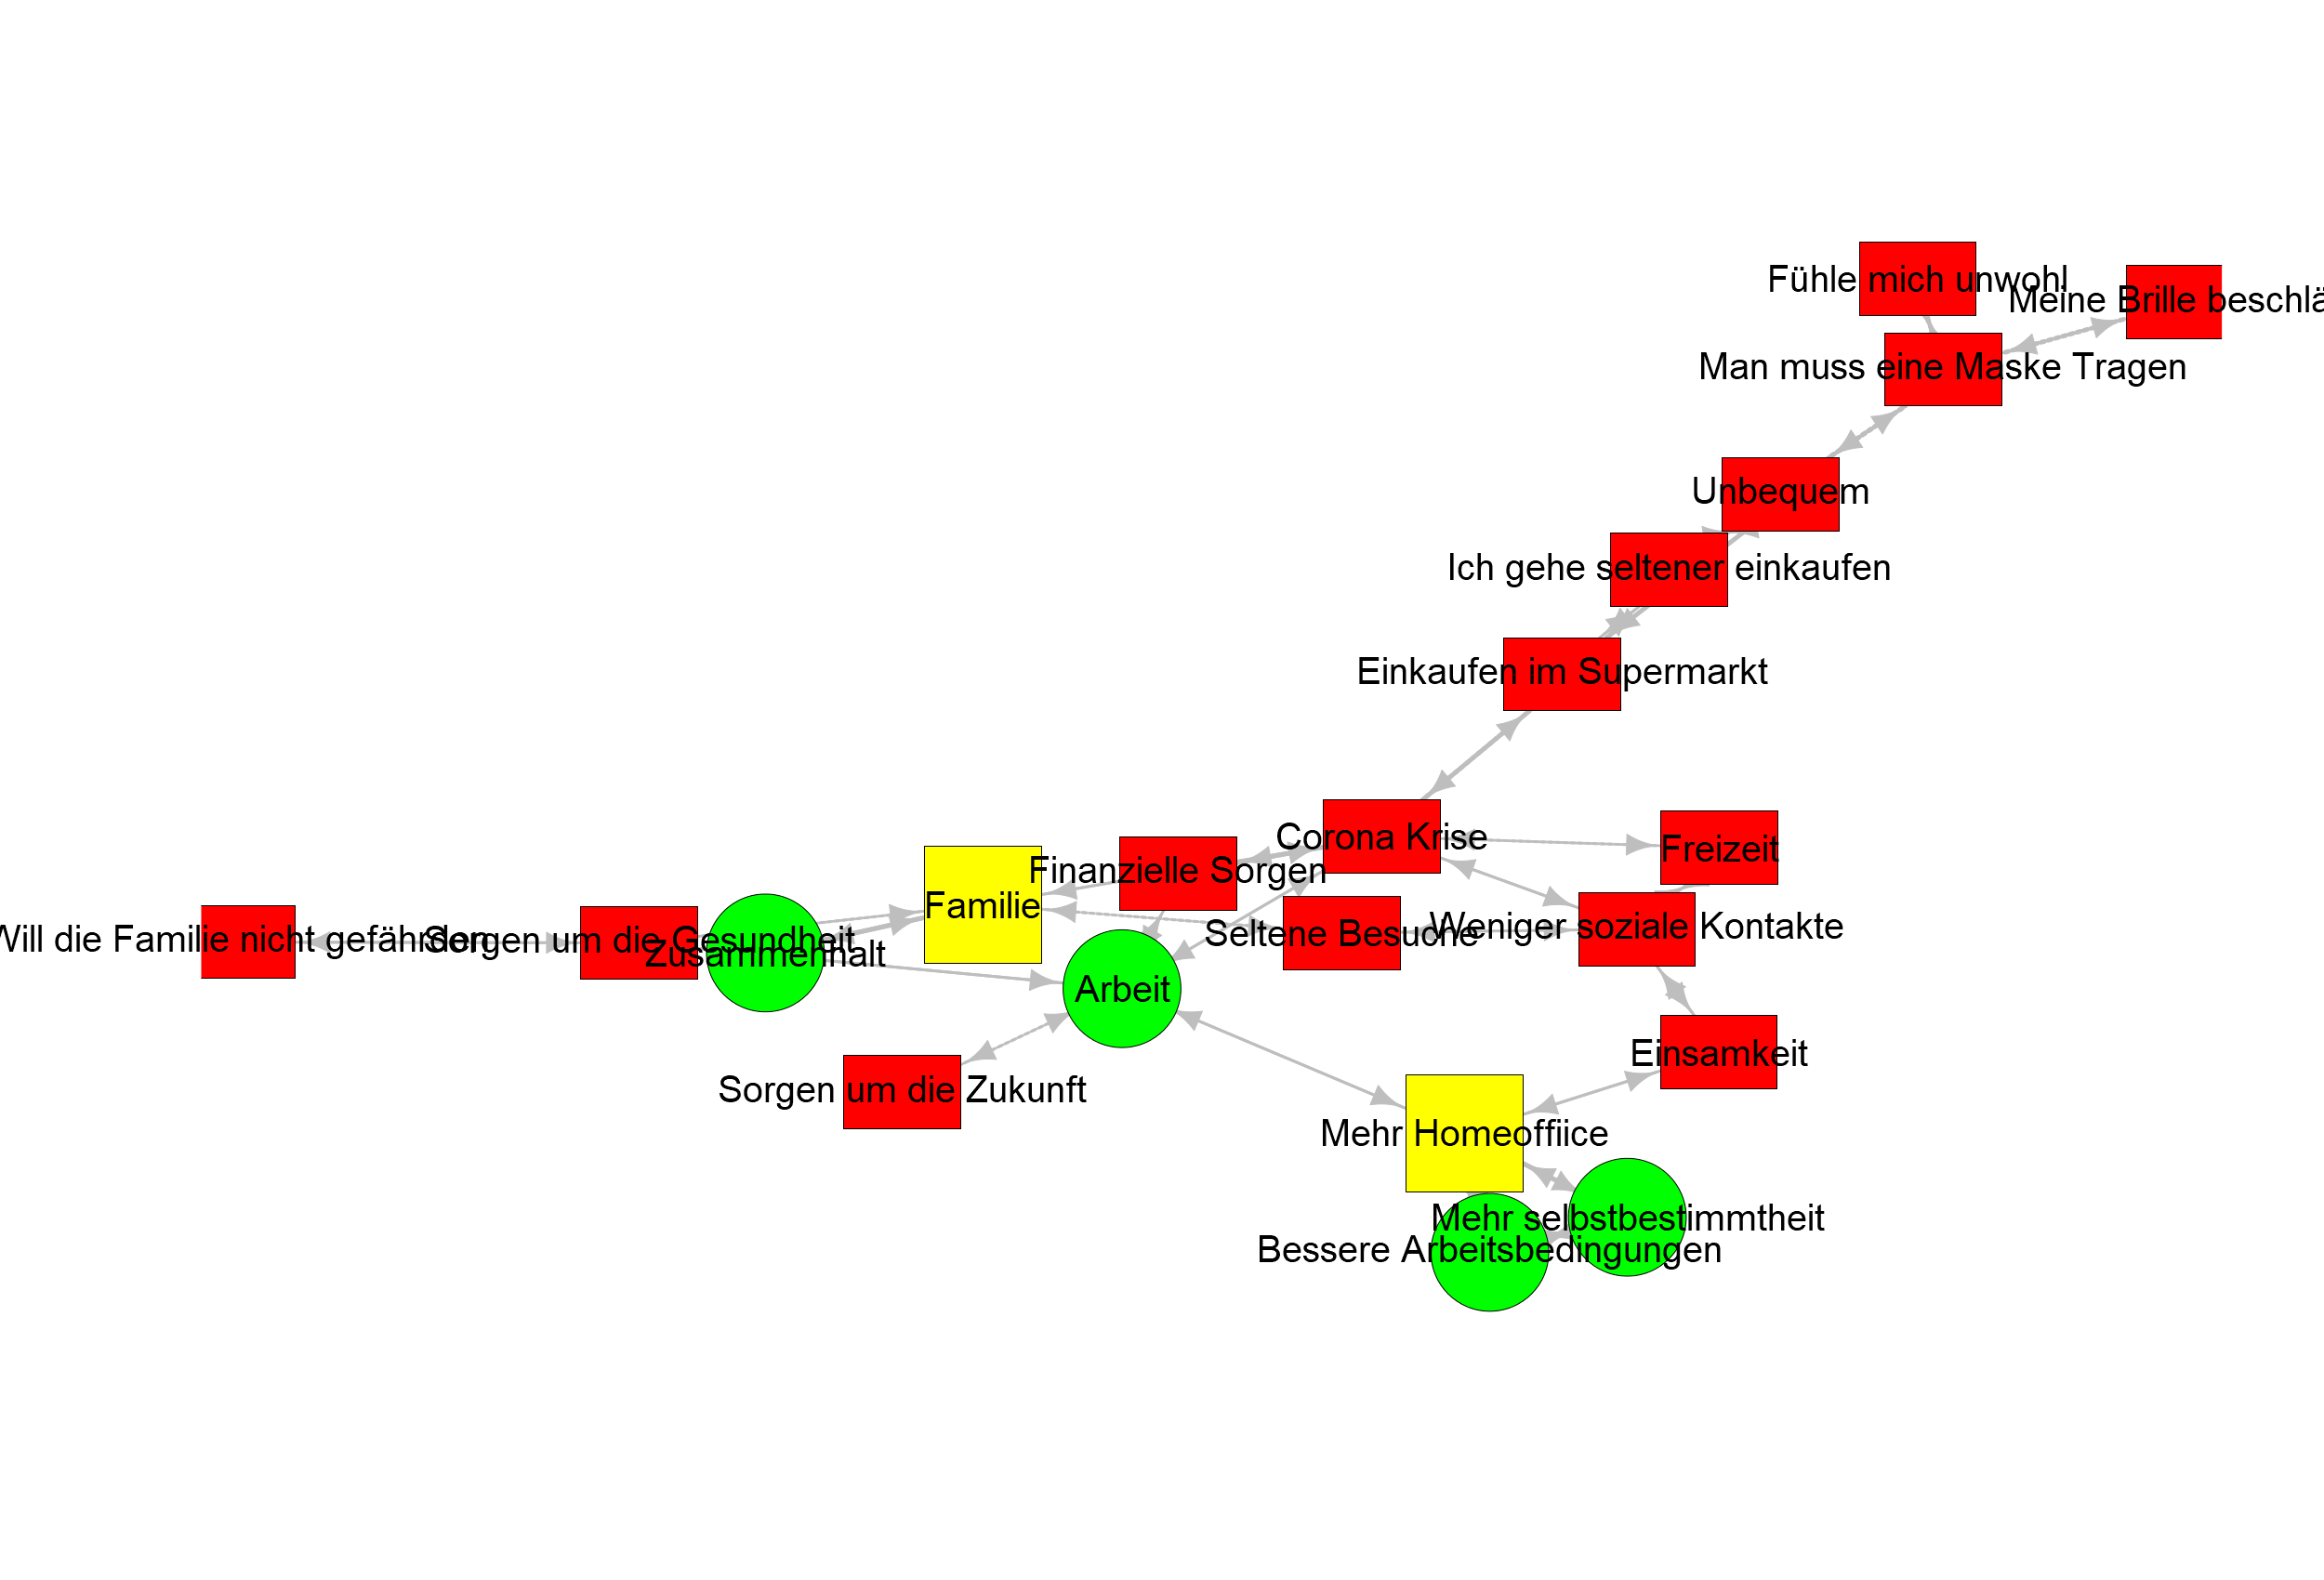 Fühle mich unwohl
Meine Brille beschlä
Man muss eine Maske Tragen
Unbequem
Ich gehe seltener einkaufen
Einkaufen im Supermarkt
Corona Krise
Freizeit
Finanzielle Sorgen
Familie
Weniger soziale Kontakte
Seltene Besuche
Will die Familie nicht gefährden
Sorgen um die Gesundheit
Zusammenhalt
Arbeit
Einsamkeit
Sorgen um die Zukunft
Mehr Homeoffiice
Mehr selbstbestimmtheit
Bessere Arbeitsbedingungen